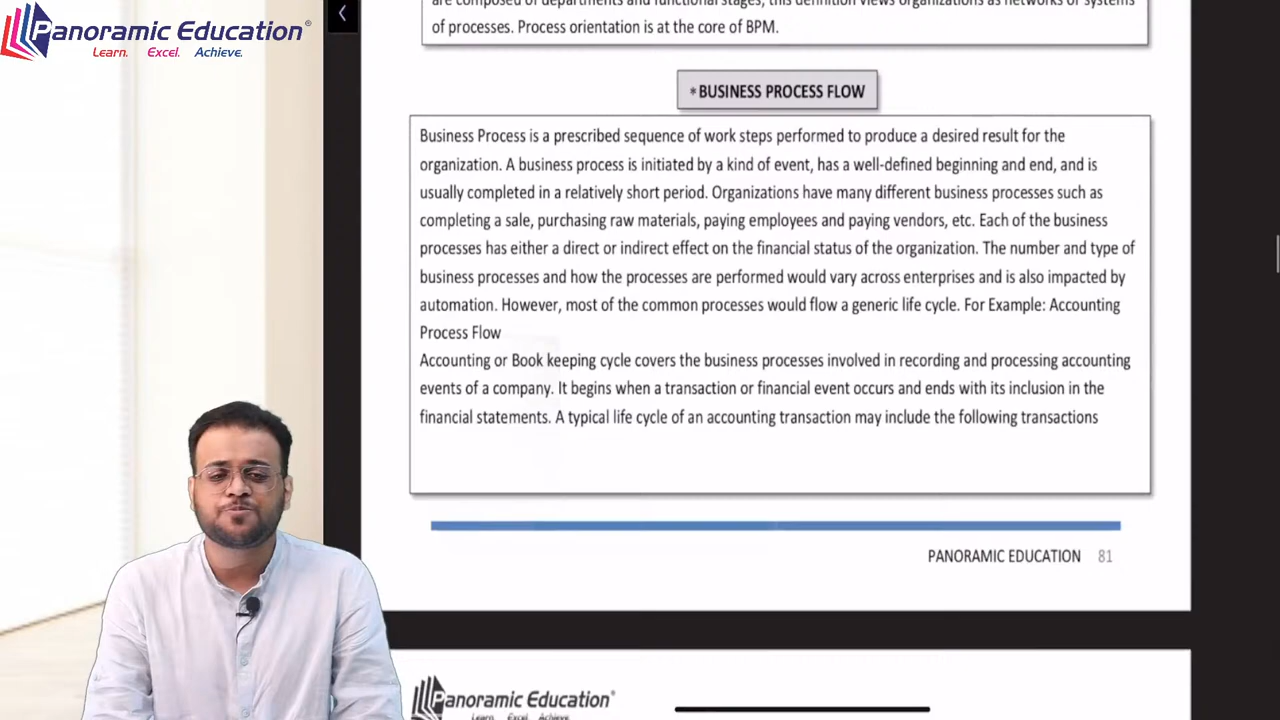 Panoramic Education®
Learn. Excel. Achieve.
of processes. Process orientation is at the core of BPM.
*BUSINESS PROCESS FLOW
Business Process is a prescribed sequence of work steps performed to produce a desired result for the
organization. A business process is initiated by a kind of event, has a well-defined beginning and end, and is
usually completed in a relatively short period. Organizations have many different business processes such as
completing a sale, purchasing raw materials, paying employees and paying vendors, etc. Each of the business
processes has either a direct or indirect effect on the financial status of the organization. The number and type of
business processes and how the processes are performed would vary across enterprises and is also impacted by
automation. However, most of the common processes would flow a generic life cycle. For Example: Accounting
Process Flow
Accounting or Book keeping cycle covers the business processes involved in recording and processing accounting
events of a company. It begins when a transaction or financial event occurs and ends with its inclusion in the
financial statements. A typical life cycle of an accounting transaction may include the following transactions
PANORAMIC EDUCATION 81
Panoramic Education®